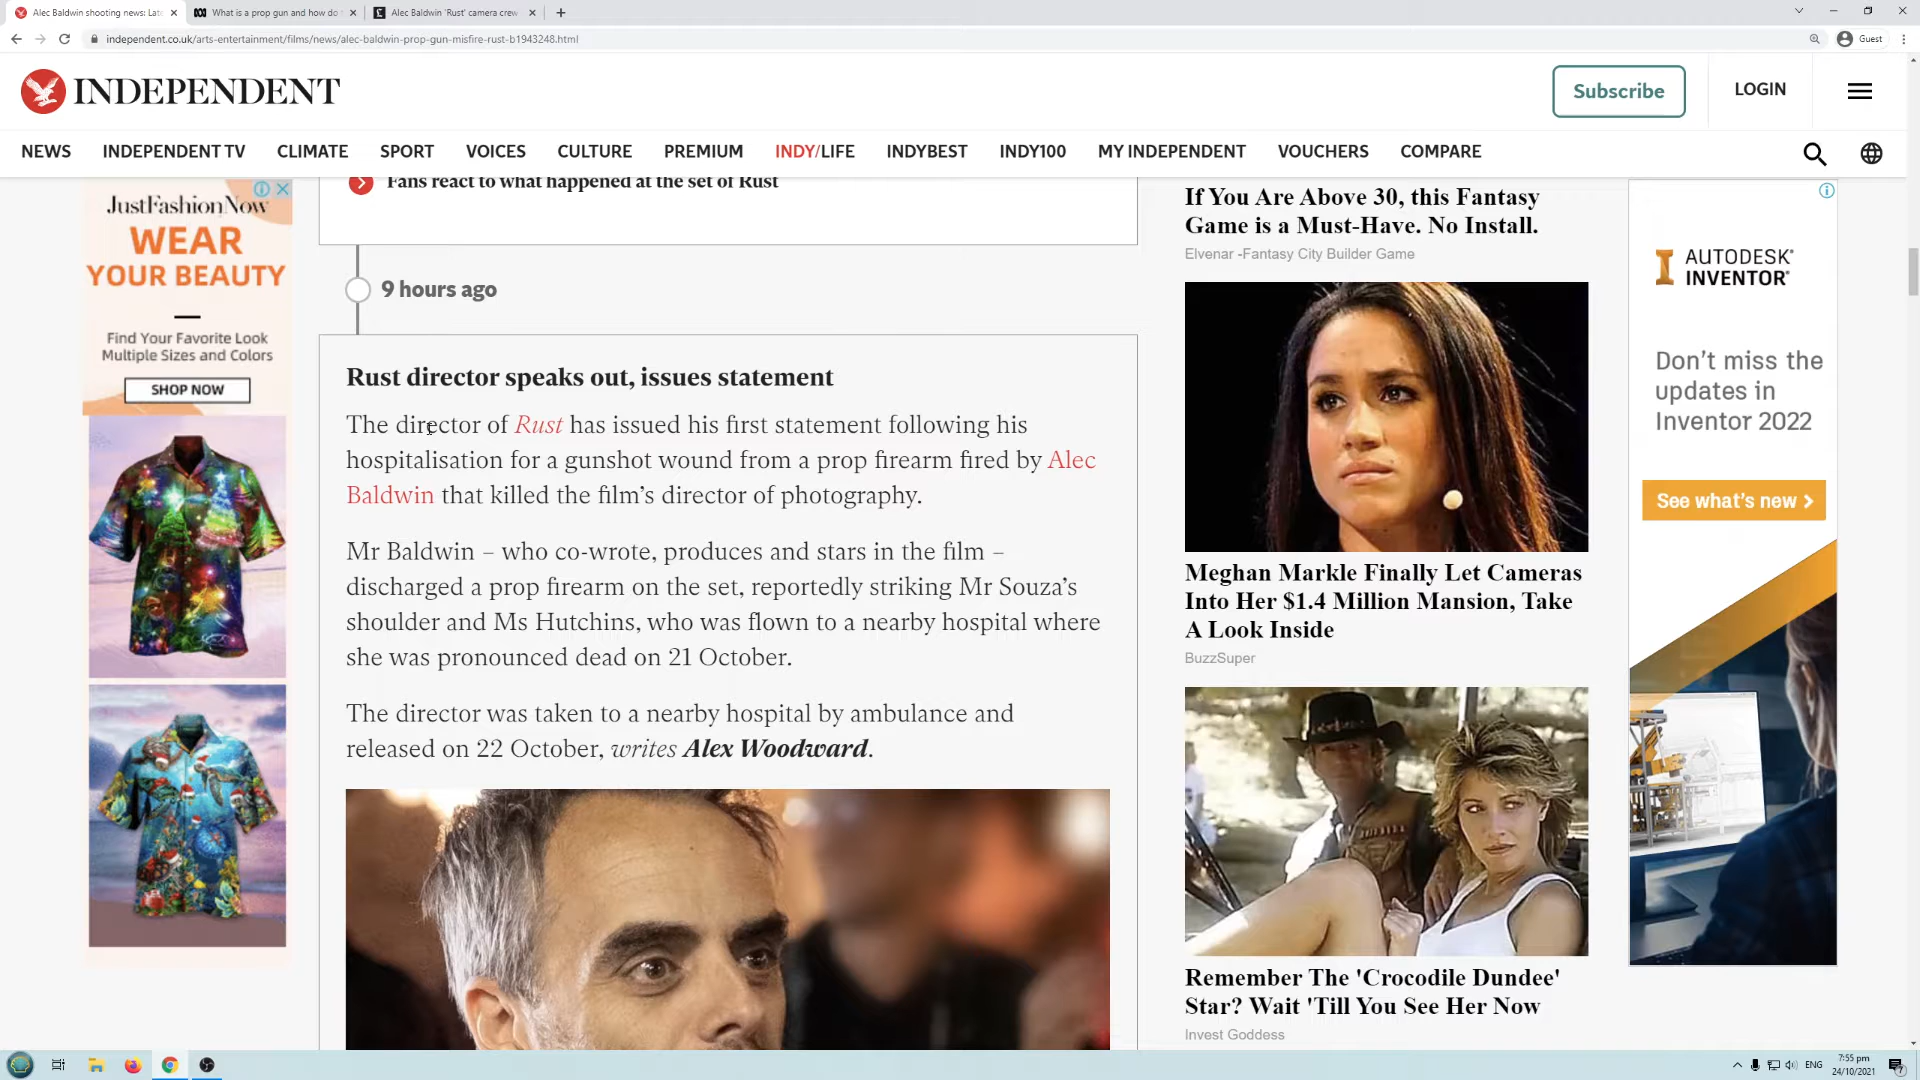 Alec Baldwin shooting news: Lat
What is a prop gun and how do
Alec Baldwin 'Rust' camera crew
independent.co.uk/arts-entertainment/films/news/alec-baldwin-prop-gun-misfire-rust-b1943248.html
Guest
INDEPENDENT
Subscribe
LOGIN
NEWS
INDEPENDENT TV
CLIMATE
SPORT
VOICES
CULTURE
PREMIUM
INDY/LIFE
INDYBEST
INDY100
MY INDEPENDENT
VOUCHERS
COMPARE
JustFashionNow
WEAR
YOUR BEAUTY
Find Your Favorite Look
Multiple Sizes and Colors
SHOP NOW
Fans react to what happened at the set of Rust
9 hours ago
Rust director speaks out, issues statement
The director of Rust has issued his first statement following his
hospitalisation for a gunshot wound from a prop firearm fired by Alec
Baldwin that killed the film's director of photography.
Mr Baldwin – who co-wrote, produces and stars in the film –
discharged a prop firearm on the set, reportedly striking Mr Souza's
shoulder and Ms Hutchins, who was flown to a nearby hospital where
she was pronounced dead on 21 October.
The director was taken to a nearby hospital by ambulance and
released on 22 October, writes Alex Woodward.
If You Are Above 30, this Fantasy
Game is a Must-Have. No Install.
Elvenar -Fantasy City Builder Game
Meghan Markle Finally Let Cameras
Into Her $1.4 Million Mansion, Take
A Look Inside
BuzzSuper
Remember The 'Crocodile Dundee'
Star? Wait 'Till You See Her Now
Invest Goddess
AUTODESK®
INVENTOR®
Don't miss the
updates in
Inventor 2022
See what's new >
ENG
7:55 pm
24/10/2021